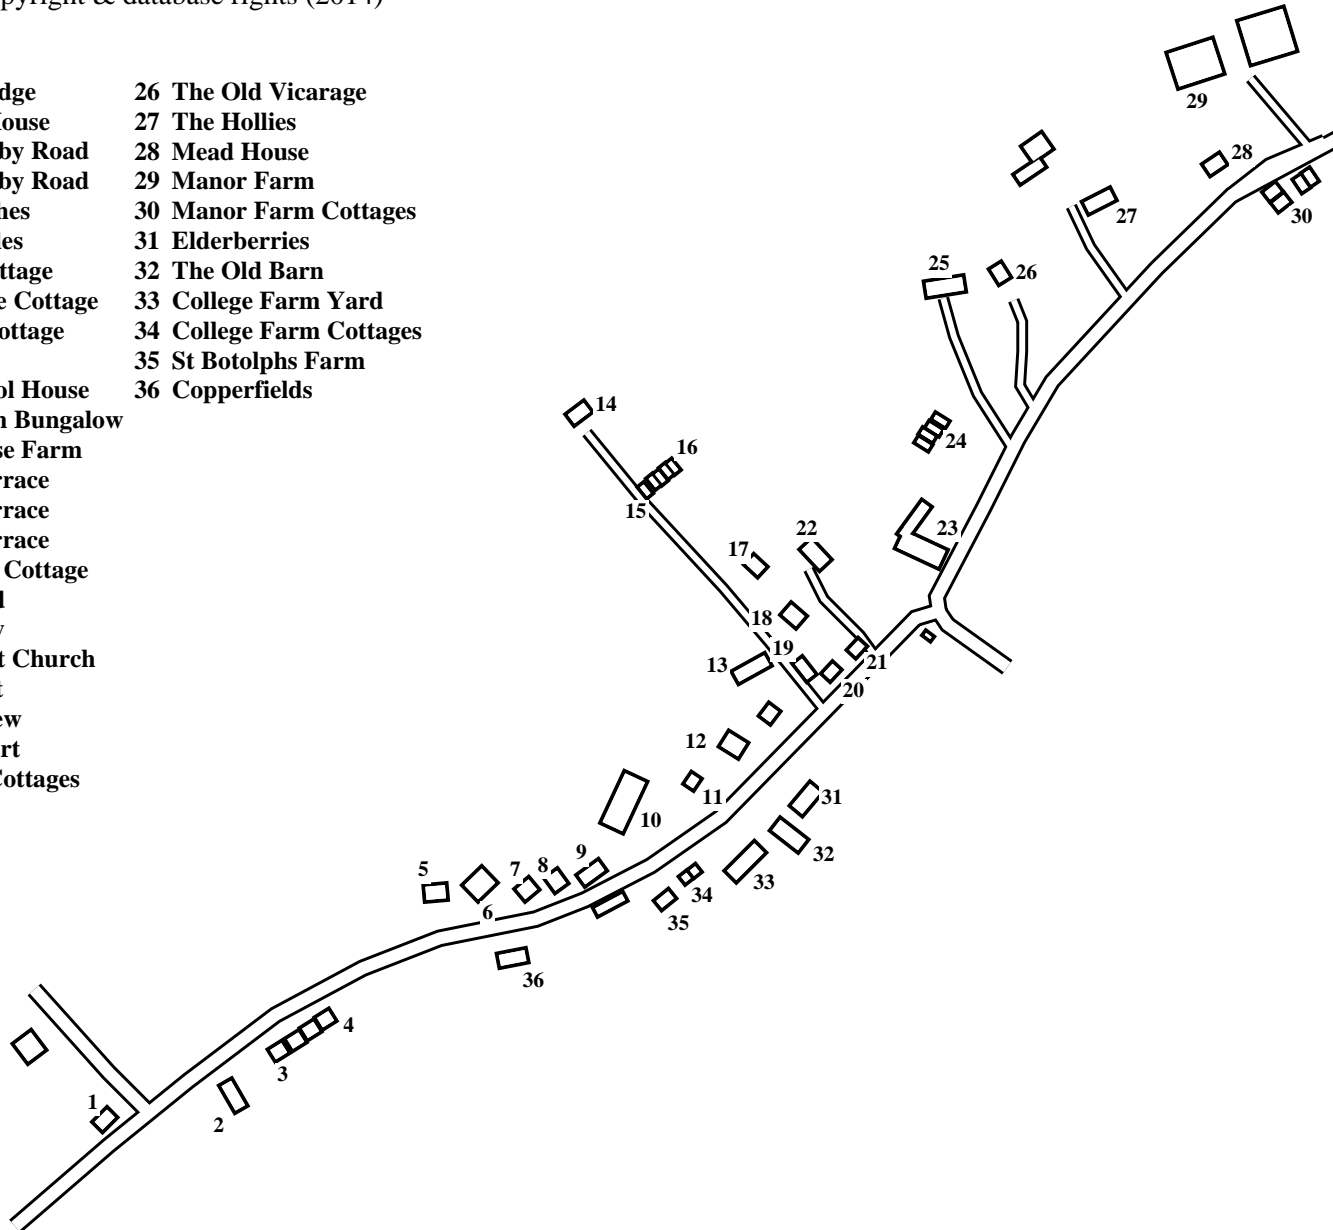 pyright & database rights (2014)
dge 26 The Old Vicarage
ouse 27 The Hollies
by Road 28 Mead House
by Road 29 Manor Farm
hes 30 Manor Farm Cottages
les 31 Elderberries
ttage 32 The Old Barn
e Cottage 33 College Farm Yard
ottage 34 College Farm Cottages
35 St Botolphs Farm
ol House 36 Copperfields
n Bungalow
se Farm
rrace
rrace
rrace
Cottage
d
y
t Church
t
ew
rt
Cottages
29
28
27
30
25
26
14
24
16
15
23
22
17
18
19
13
21
20
12
11
31
10
32
9
8
7
5
33
34
6
35
36
4
3
1
2